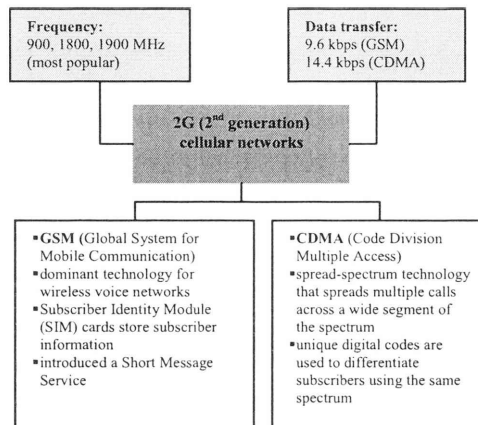 Frequency:
900, 1800, 1900 MHz
(most popular)
Data transfer:
9.6 kbps (GSM)
14.4 kbps (CDMA)
2G (2nd generation)
cellular networks
▪GSM (Global System for
Mobile Communication)
▪dominant technology for
wireless voice networks
▪Subscriber Identity Module
(SIM) cards store subscriber
information
▪introduced a Short Message
Service
▪CDMA (Code Division
Multiple Access)
▪spread-spectrum technology
that spreads multiple calls
across a wide segment of
the spectrum
▪unique digital codes are
used to differentiate
subscribers using the same
spectrum